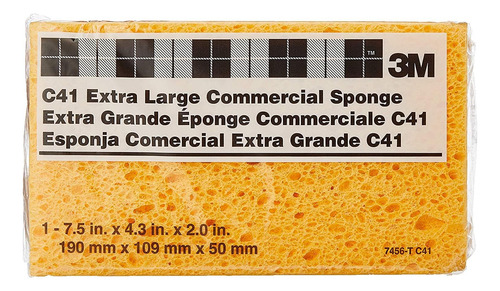 ™
3M
C41 Extra Large Commercial Sponge
Extra Grande Éponge Commerciale C41
Esponja Comercial Extra Grande C41
1 - 7.5 in. x 4.3 in. x 2.0 in.
190 mm x 109 mm x 50 mm
7456-T C41